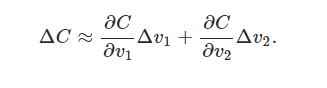 ΔC ≈ ∂C/∂v₁ Δv₁ + ∂C/∂v₂ Δv₂.